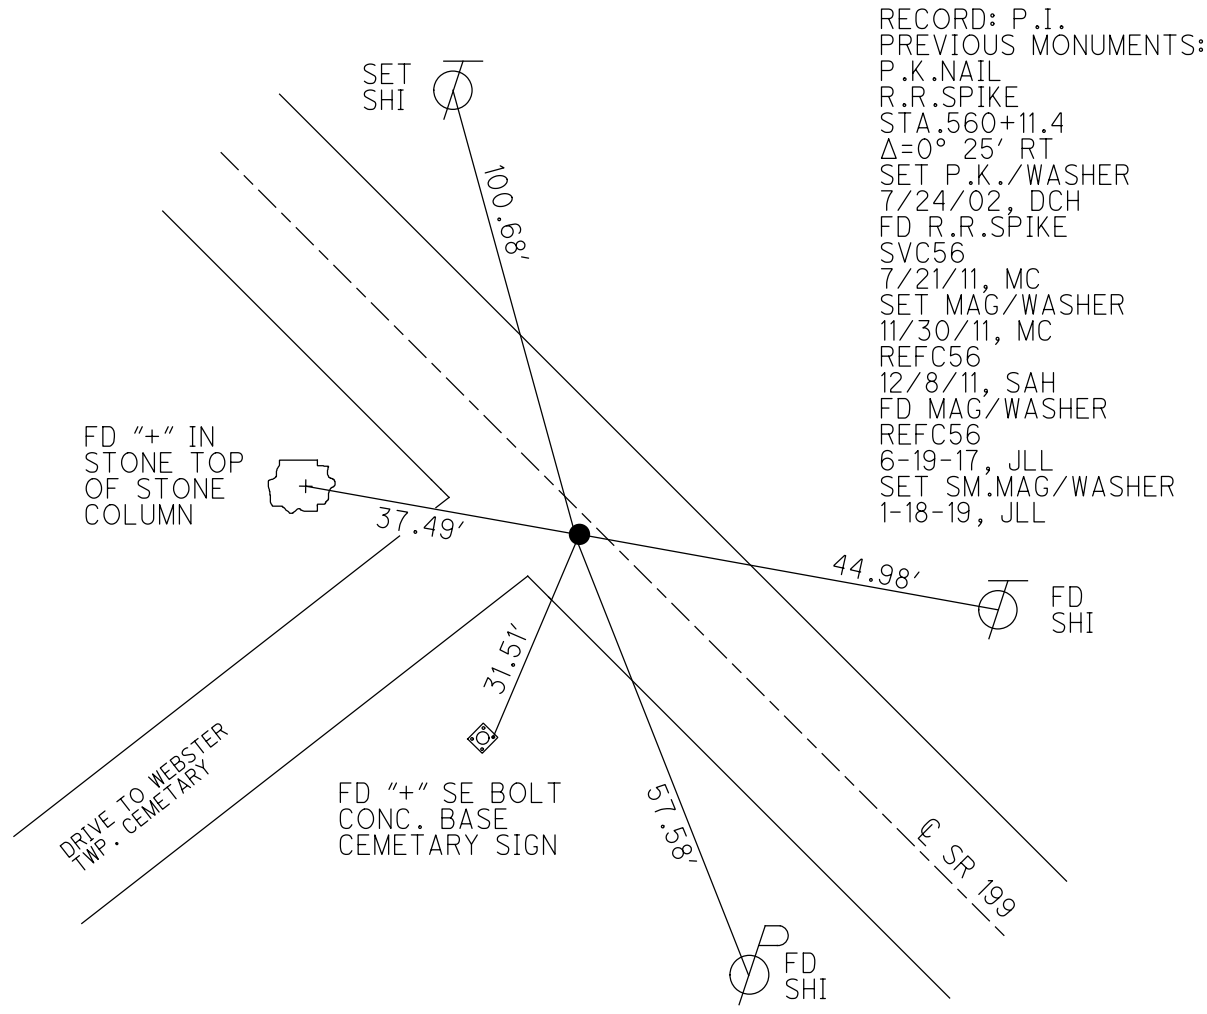 RECORD: P.I.
PREVIOUS MONUMENTS:
P.K.NAIL
R.R.SPIKE
STA.560+11.4
Δ=0° 25′ RT
SET P.K./WASHER
7/24/02, DCH
FD R.R.SPIKE
SVC56
7/21/11, MC
SET MAG/WASHER
11/30/11, MC
REFC56
12/8/11, SAH
FD MAG/WASHER
REFC56
6-19-17, JLL
SET SM.MAG/WASHER
1-18-19, JLL
SET
SHI
100.68′
FD "+" IN
STONE TOP
OF STONE
COLUMN
37.49′
44.98′
FD
SHI
31.51′
DRIVE TO WEBSTER
TWP. CEMETARY
FD "+" SE BOLT
CONC. BASE
CEMETARY SIGN
57.58′
℄ SR 199
FD
SHI